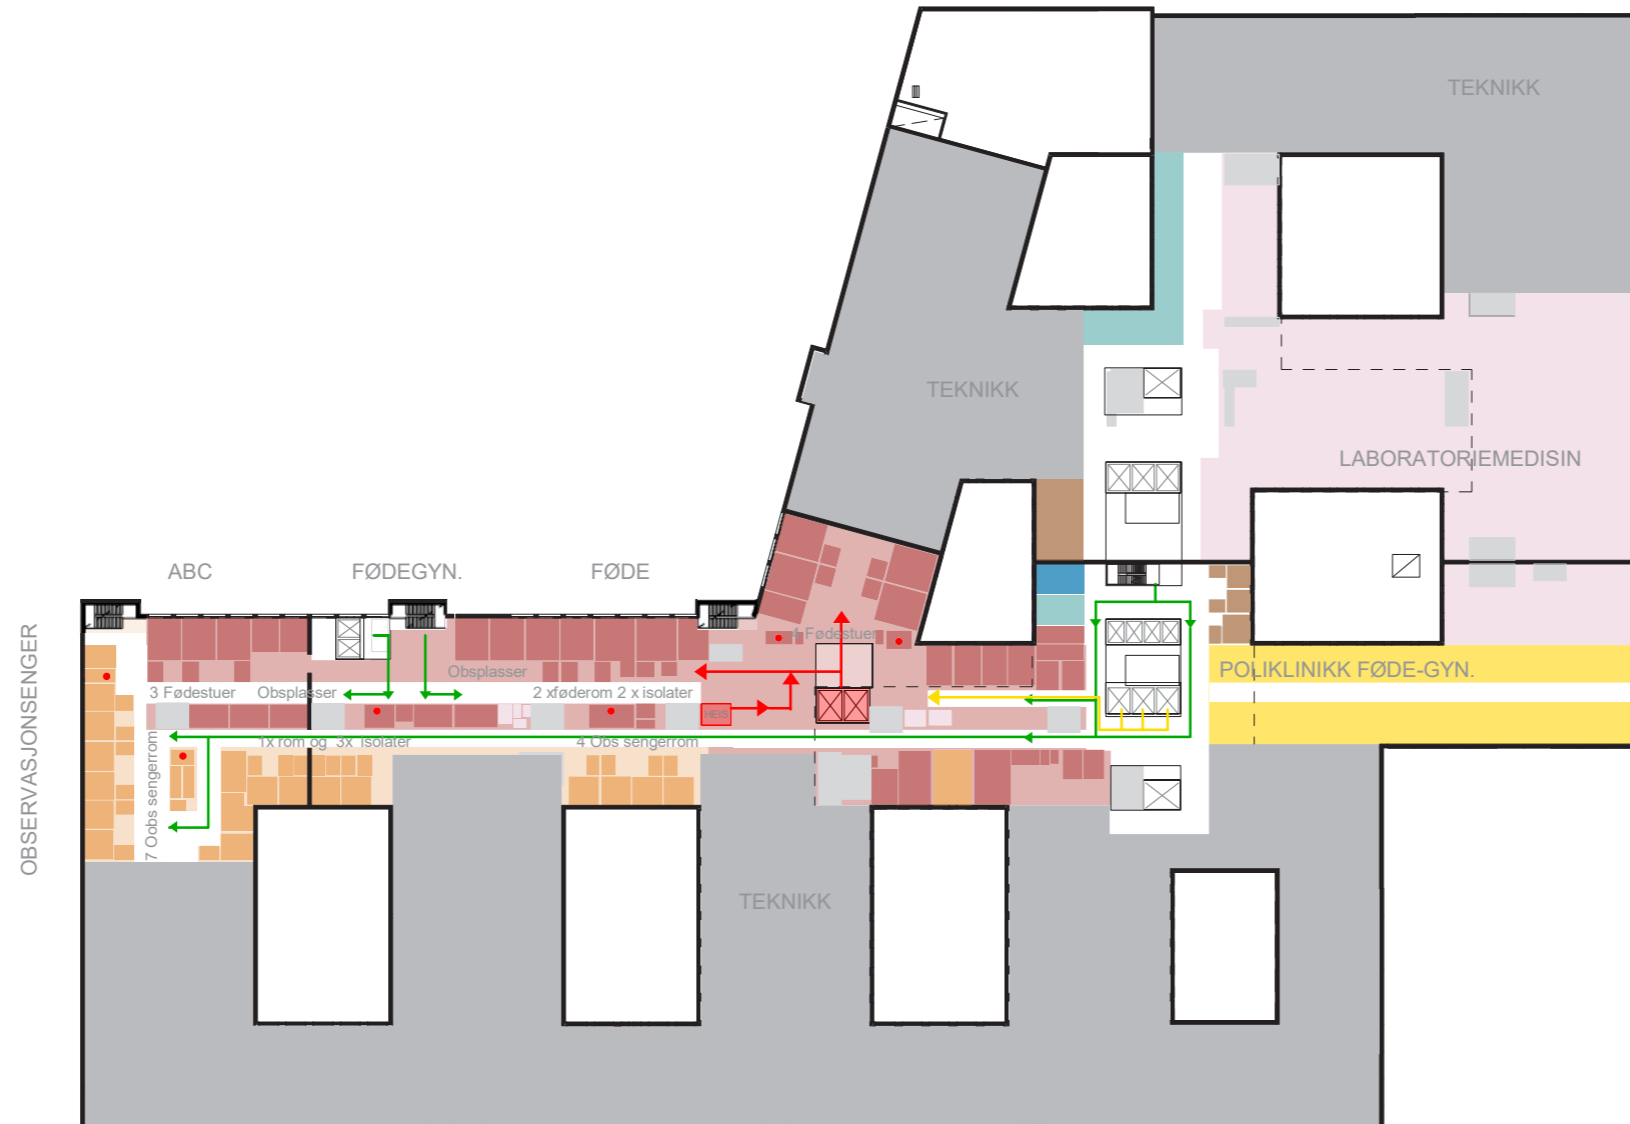 TEKNIKK
TEKNIKK
LABORATORIEMEDISIN
ABC
FØDEGYN.
FØDE
OBSERVASJONSENGER
4 Fødestuer
Obsplasser
POLIKLINIKK FØDE-GYN.
3 Fødestuer
Obsplasser
2 xføderom 2 x isolater
HEIS
1x rom og 3x Isolater
4 Obs sengerrom
7 Oobs sengerrom
TEKNIKK